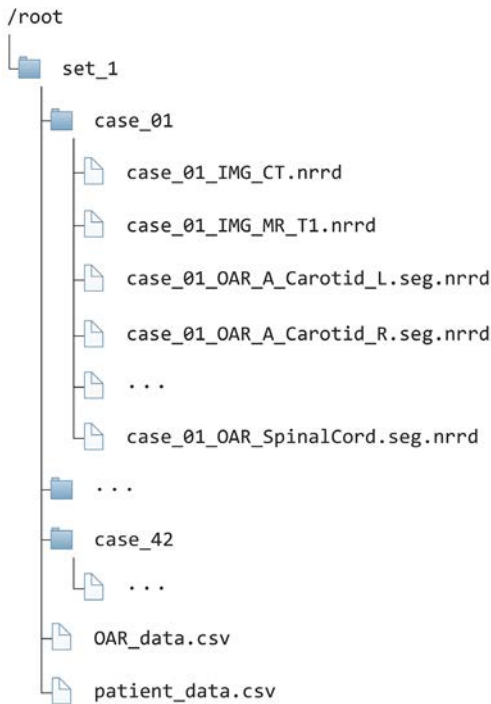 /root
set_1
case_01
case_01_IMG_CT.nrrd
case_01_IMG_MR_T1.nrrd
case_01_OAR_A_Carotid_L.seg.nrrd
case_01_OAR_A_Carotid_R.seg.nrrd
...
case_01_OAR_SpinalCord.seg.nrrd
...
case_42
...
OAR_data.csv
patient_data.csv